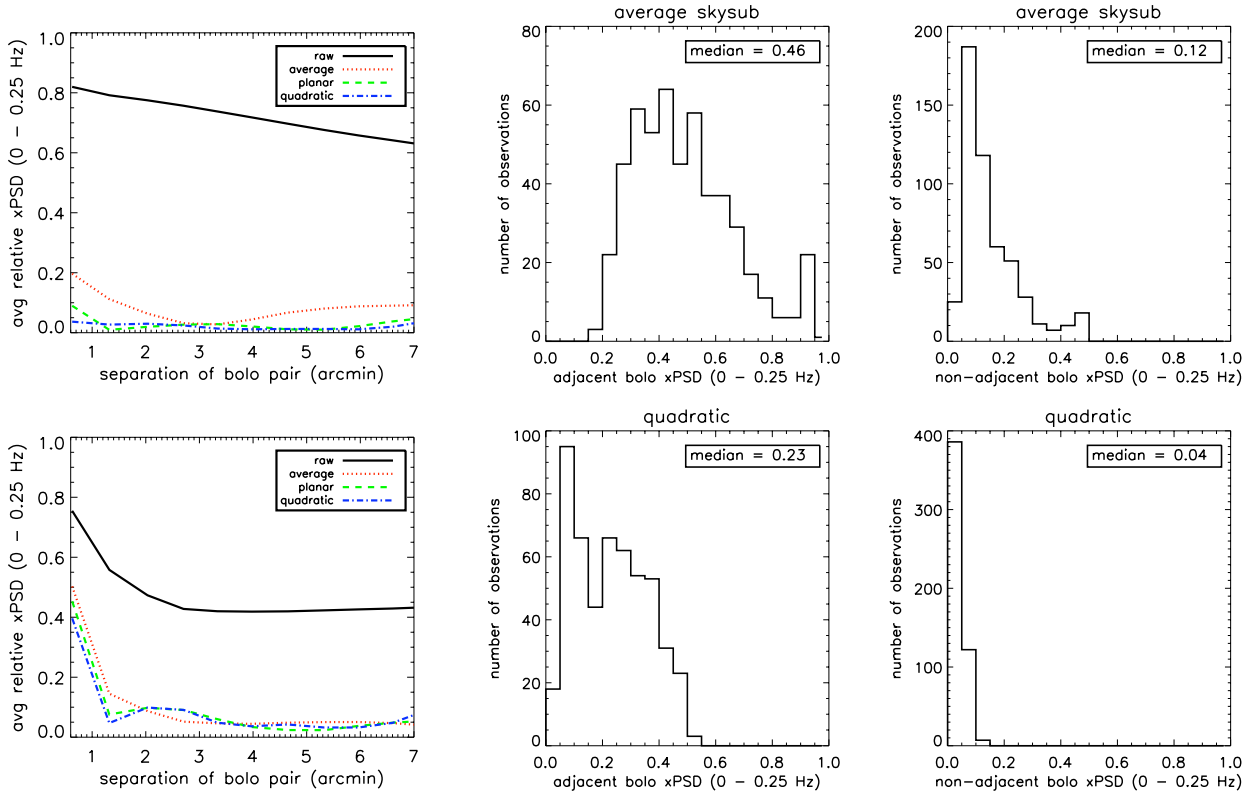 1.0
0.8
0.6
0.4
0.2
0.0
avg relative xPSD (0 – 0.25 Hz)
raw
average
planar
quadratic
1 2 3 4 5 6 7
separation of bolo pair (arcmin)
average skysub
80
60
40
20
0
number of observations
median = 0.46
0.0 0.2 0.4 0.6 0.8 1.0
adjacent bolo xPSD (0 – 0.25 Hz)
average skysub
200
150
100
50
0
number of observations
median = 0.12
0.0 0.2 0.4 0.6 0.8 1.0
non–adjacent bolo xPSD (0 – 0.25 Hz)
1.0
0.8
0.6
0.4
0.2
0.0
avg relative xPSD (0 – 0.25 Hz)
raw
average
planar
quadratic
1 2 3 4 5 6 7
separation of bolo pair (arcmin)
quadratic
100
80
60
40
20
0
number of observations
median = 0.23
0.0 0.2 0.4 0.6 0.8 1.0
adjacent bolo xPSD (0 – 0.25 Hz)
quadratic
400
300
200
100
0
number of observations
median = 0.04
0.0 0.2 0.4 0.6 0.8 1.0
non–adjacent bolo xPSD (0 – 0.25 Hz)